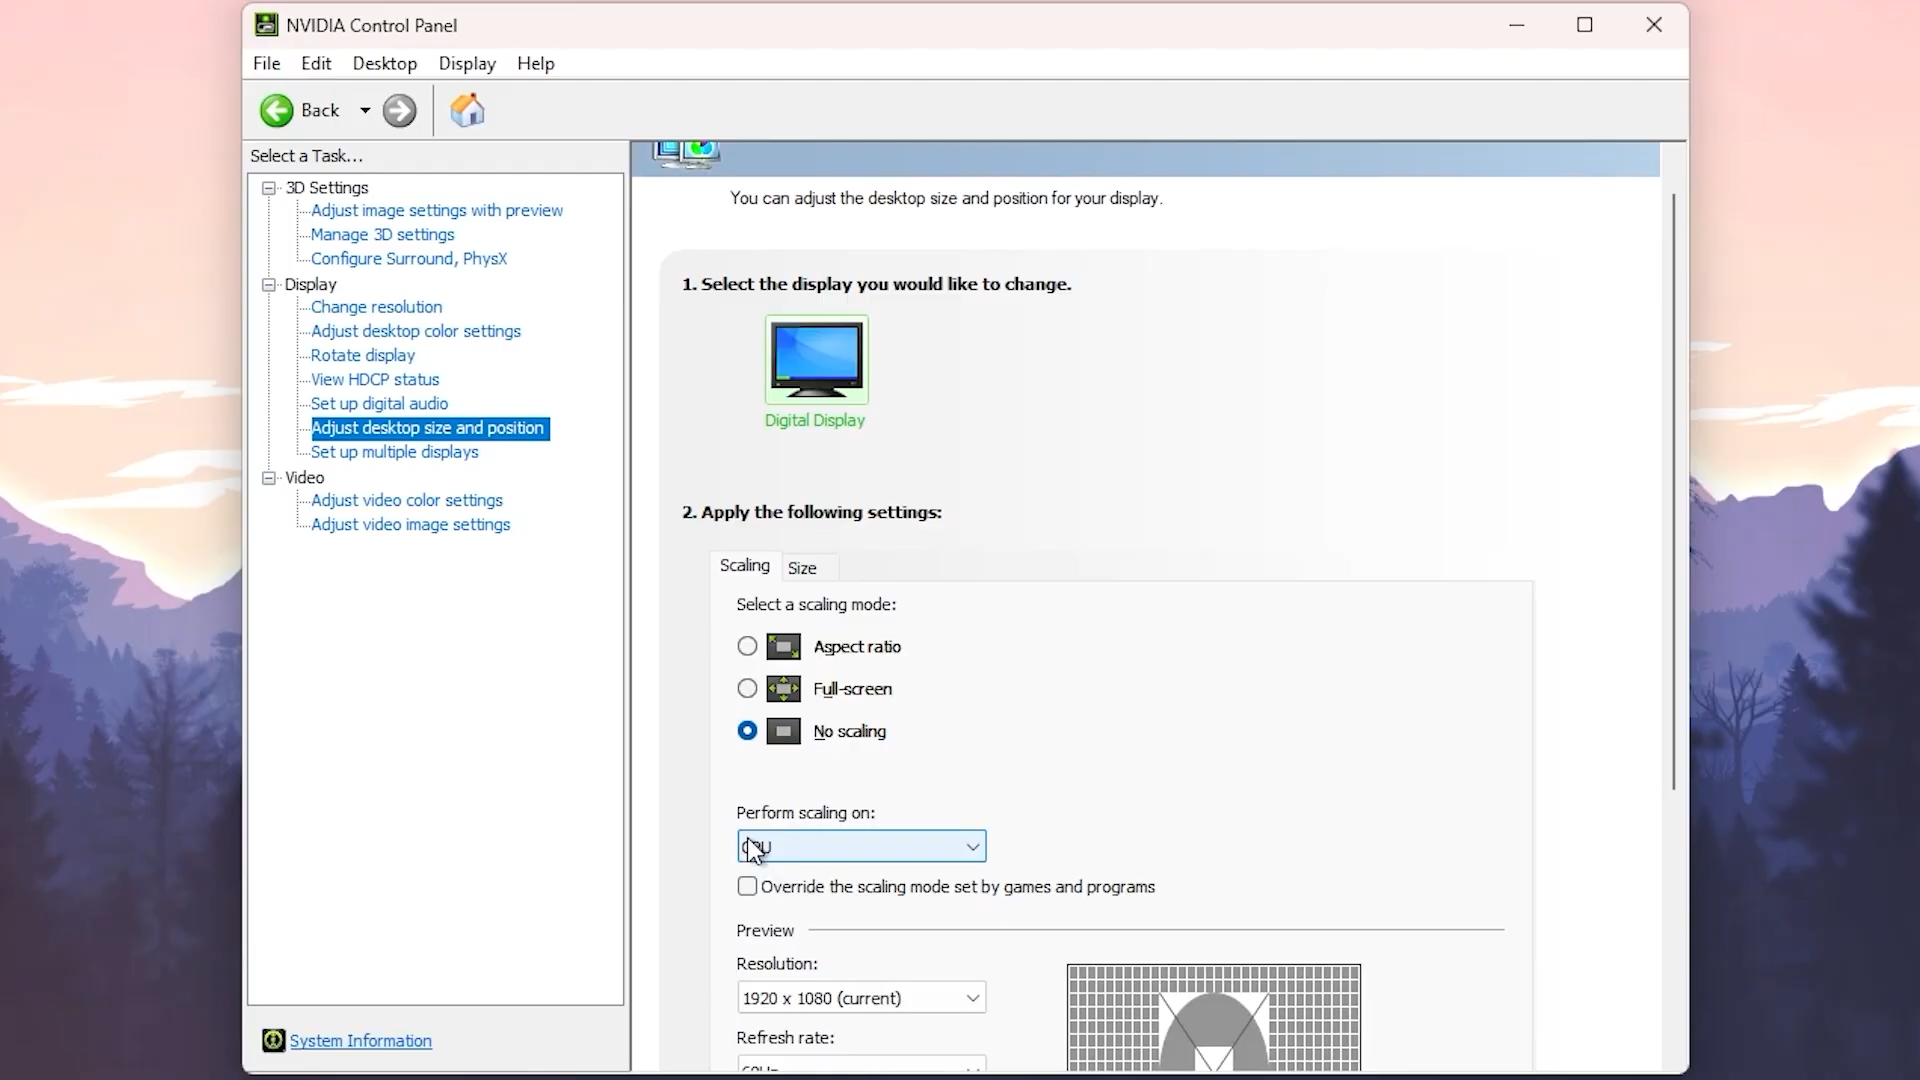 NVIDIA Control Panel
File Edit Desktop Display Help
Back
Select a Task...
3D Settings
Adjust image settings with preview
Manage 3D settings
Configure Surround, PhysX
Display
Change resolution
Adjust desktop color settings
Rotate display
View HDCP status
Set up digital audio
Adjust desktop size and position
Set up multiple displays
Video
Adjust video color settings
Adjust video image settings
System Information
You can adjust the desktop size and position for your display.
1. Select the display you would like to change.
Digital Display
2. Apply the following settings:
Scaling Size
Select a scaling mode:
Aspect ratio
Full-screen
No scaling
Perform scaling on:
Override the scaling mode set by games and programs
Preview
Resolution:
1920 x 1080 (current)
Refresh rate: